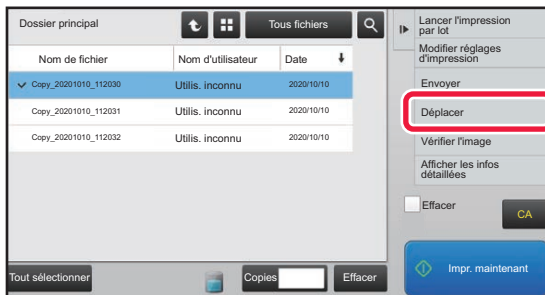 Dossier principal
Tous fichiers
Nom de fichier
Nom d'utilisateur
Date
Copy_20201010_112030
Utilis. inconnu
2020/10/10
Copy_20201010_112031
Utilis. inconnu
2020/10/10
Copy_20201010_112032
Utilis. inconnu
2020/10/10
Tout sélectionner
Copies
Effacer
Lancer l'impression
par lot
Modifier réglages
d'impression
Envoyer
Déplacer
Vérifier l'image
Afficher les infos
détaillées
Effacer
CA
Impr. maintenant